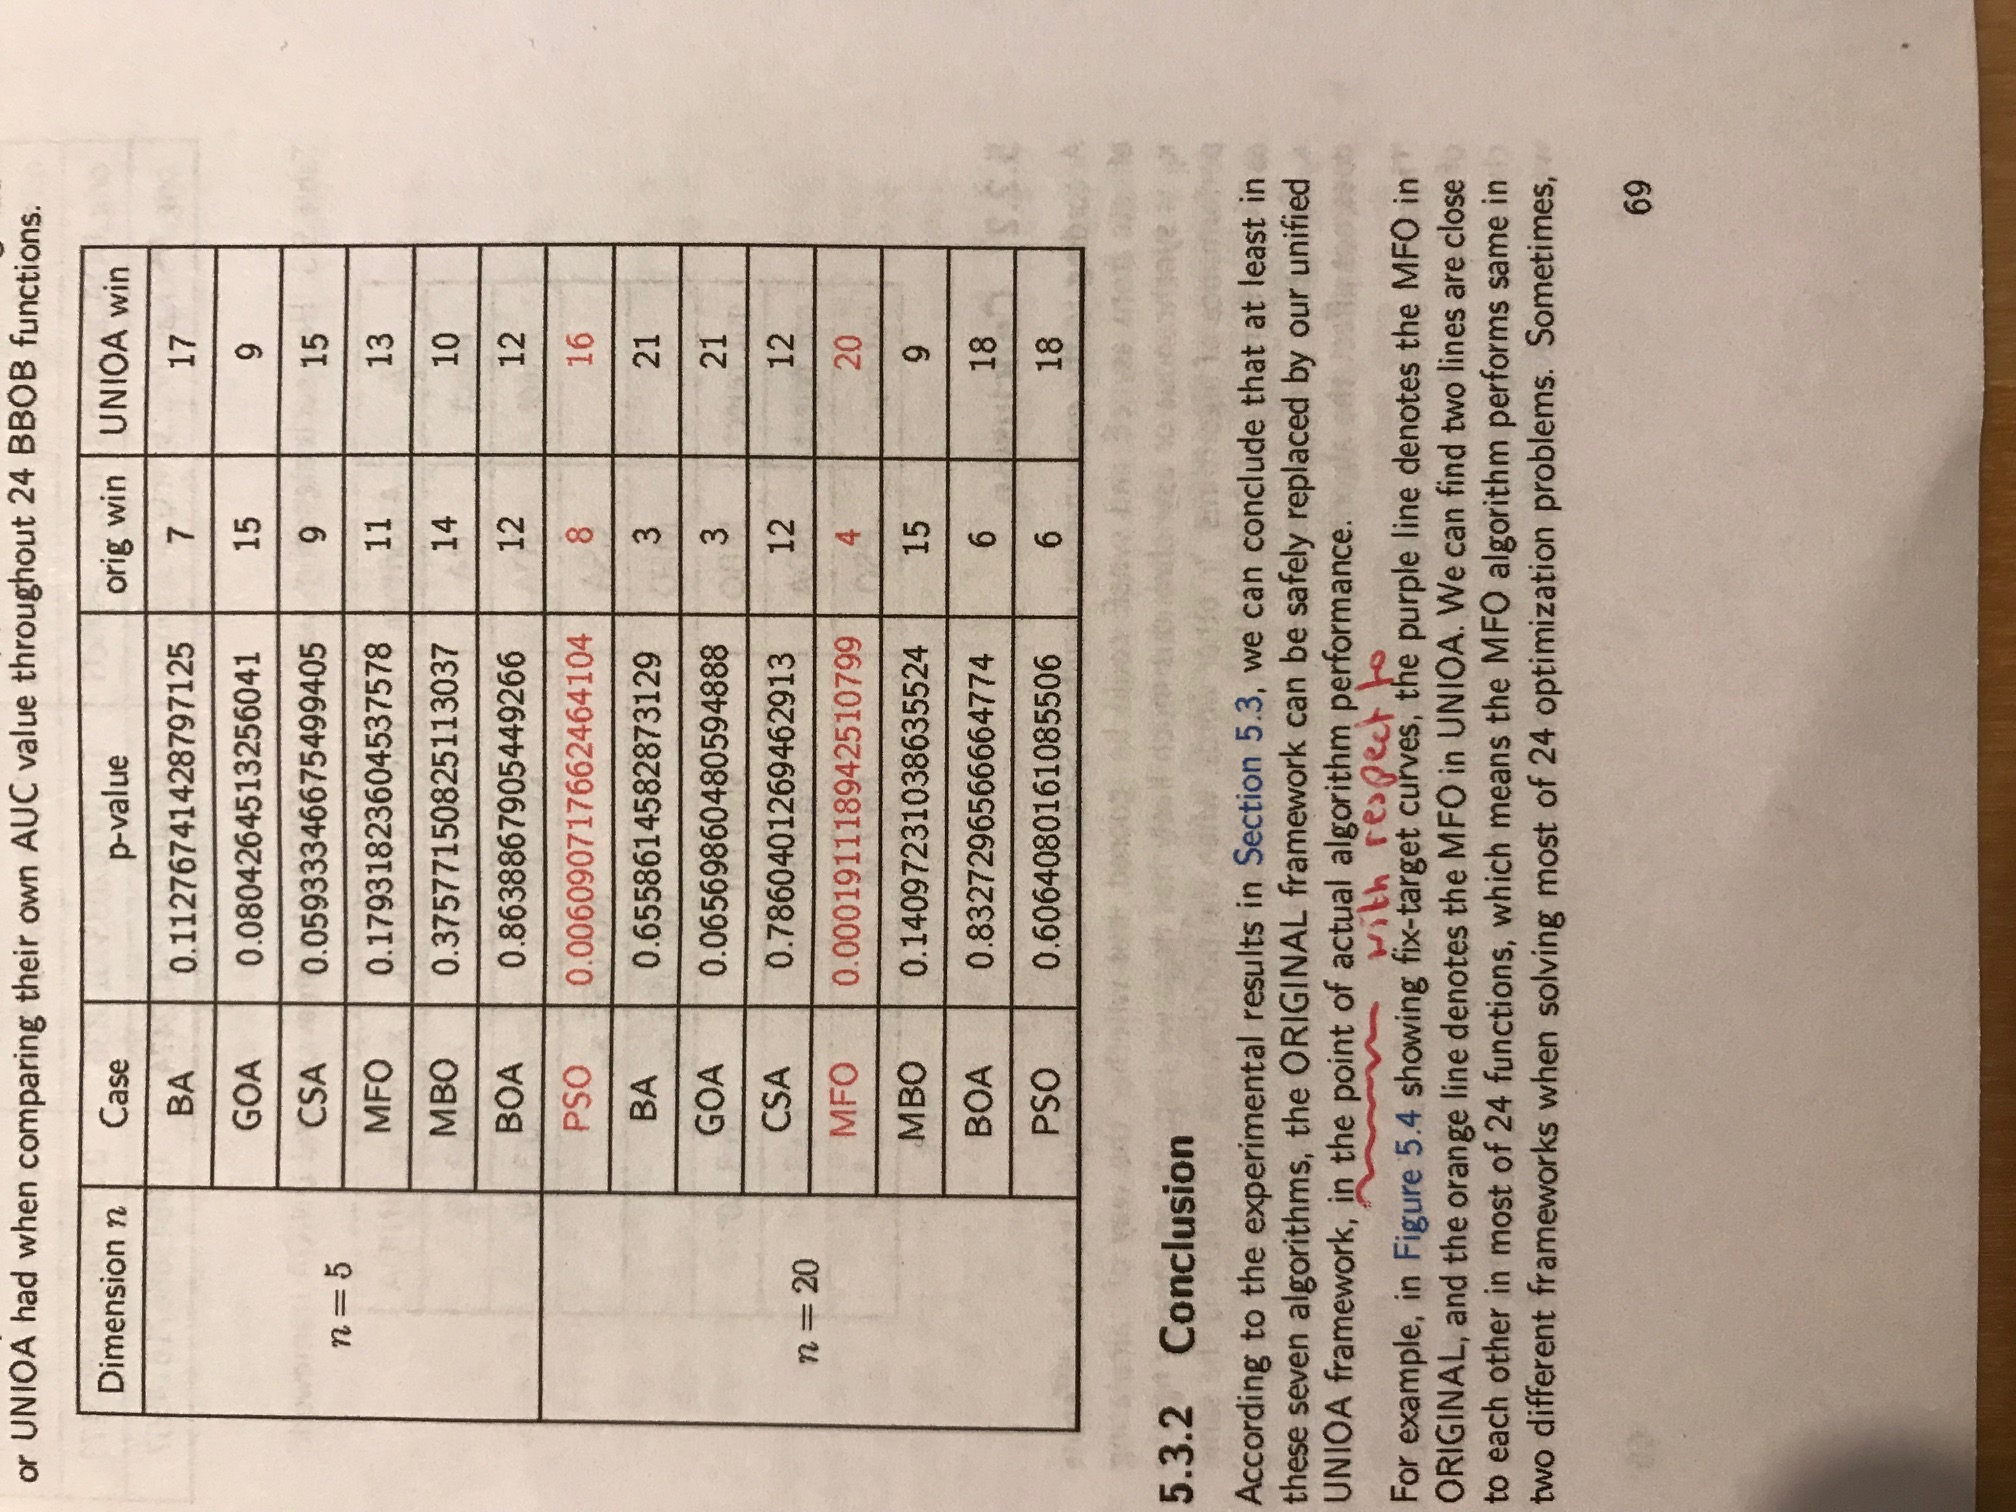 or UNIOA had when comparing their own AUC value throughout 24 BBOB functions.
Dimension n Case p-value orig win UNIOA win
n = 5
BA 0.11276741428797125 7 17
GOA 0.0804264513256041 15 9
CSA 0.05933346675499405 9 15
MFO 0.17931823604537578 11 13
MBO 0.37577150825113037 14 10
BOA 0.8638867905449266 12 12
PSO 0.006090717662464104 8 16
n = 20
BA 0.6558614582873129 3 21
GOA 0.06569860480594888 3 21
CSA 0.7860401269462913 12 12
MFO 0.000191118942510799 4 20
MBO 0.14097231038635524 15 9
BOA 0.8327296566664774 6 18
PSO 0.6064080161085506 6 18
5.3.2 Conclusion
According to the experimental results in Section 5.3, we can conclude that at least in
these seven algorithms, the ORIGINAL framework can be safely replaced by our unified
UNIOA framework, in the point of actual algorithm performance.
with respect to
For example, in Figure 5.4 showing fix-target curves, the purple line denotes the MFO in
ORIGINAL, and the orange line denotes the MFO in UNIOA. We can find two lines are close
to each other in most of 24 functions, which means the MFO algorithm performs same in
two different frameworks when solving most of 24 optimization problems. Sometimes,
69